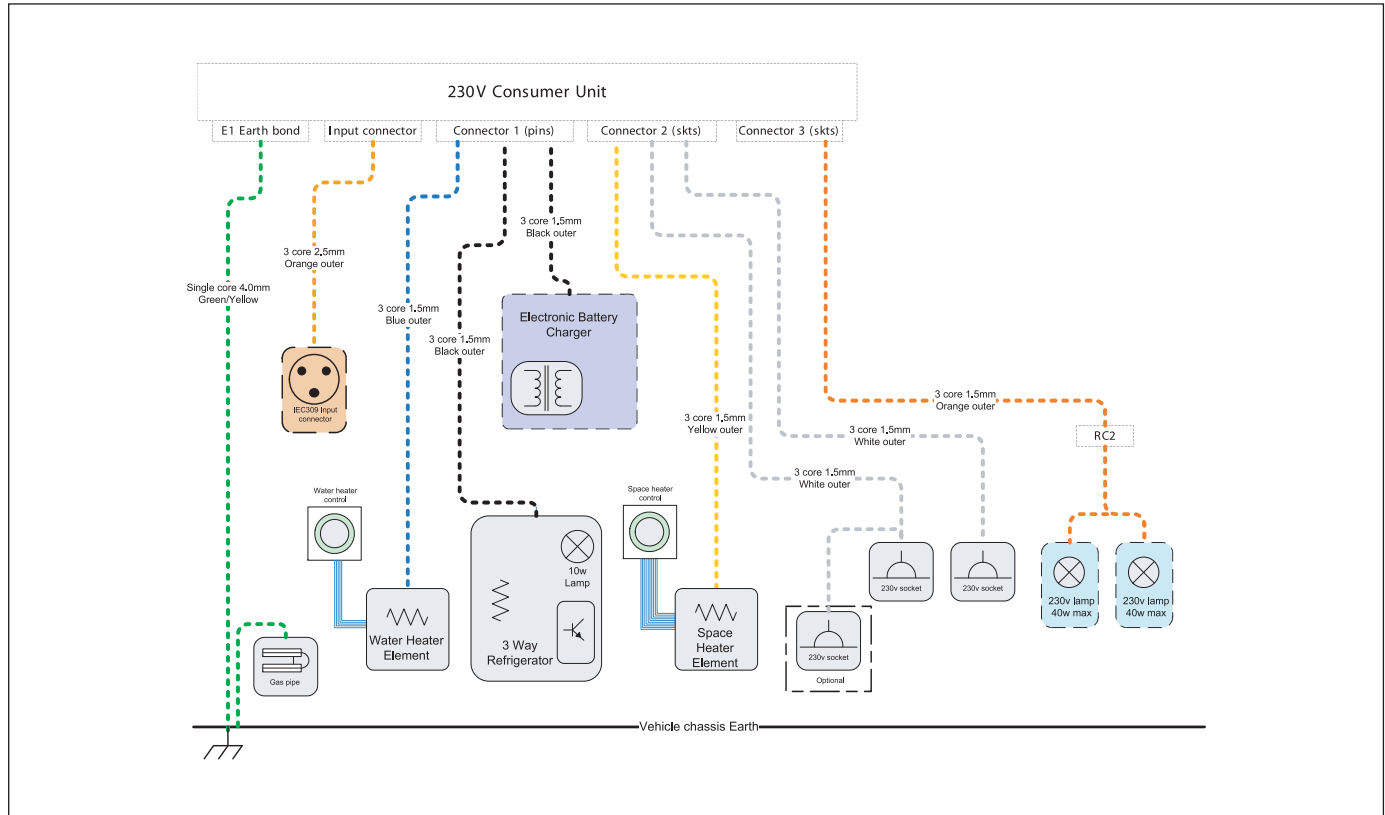 230V Consumer Unit
E1 Earth bond
Input connector
Connector 1 (pins)
Connector 2 (skts)
Connector 3 (skts)
3 core 1.5mm
Black outer
3 core 2.5mm
Orange outer
Single core 4.0mm
Green/Yellow
3 core 1.5mm
Blue outer
3 core 1.5mm
Black outer
Electronic Battery
Charger
IEC309 Input
connector
3 core 1.5mm
Yellow outer
3 core 1.5mm
Orange outer
3 core 1.5mm
White outer
RC2
3 core 1.5mm
White outer
Water heater
control
Space heater
control
10w
Lamp
230v socket
230v socket
230v lamp
40w max
230v lamp
40w max
Water Heater
Element
3 Way
Refrigerator
Space
Heater
Element
230v socket
Optional
Gas pipe
Vehicle chassis Earth